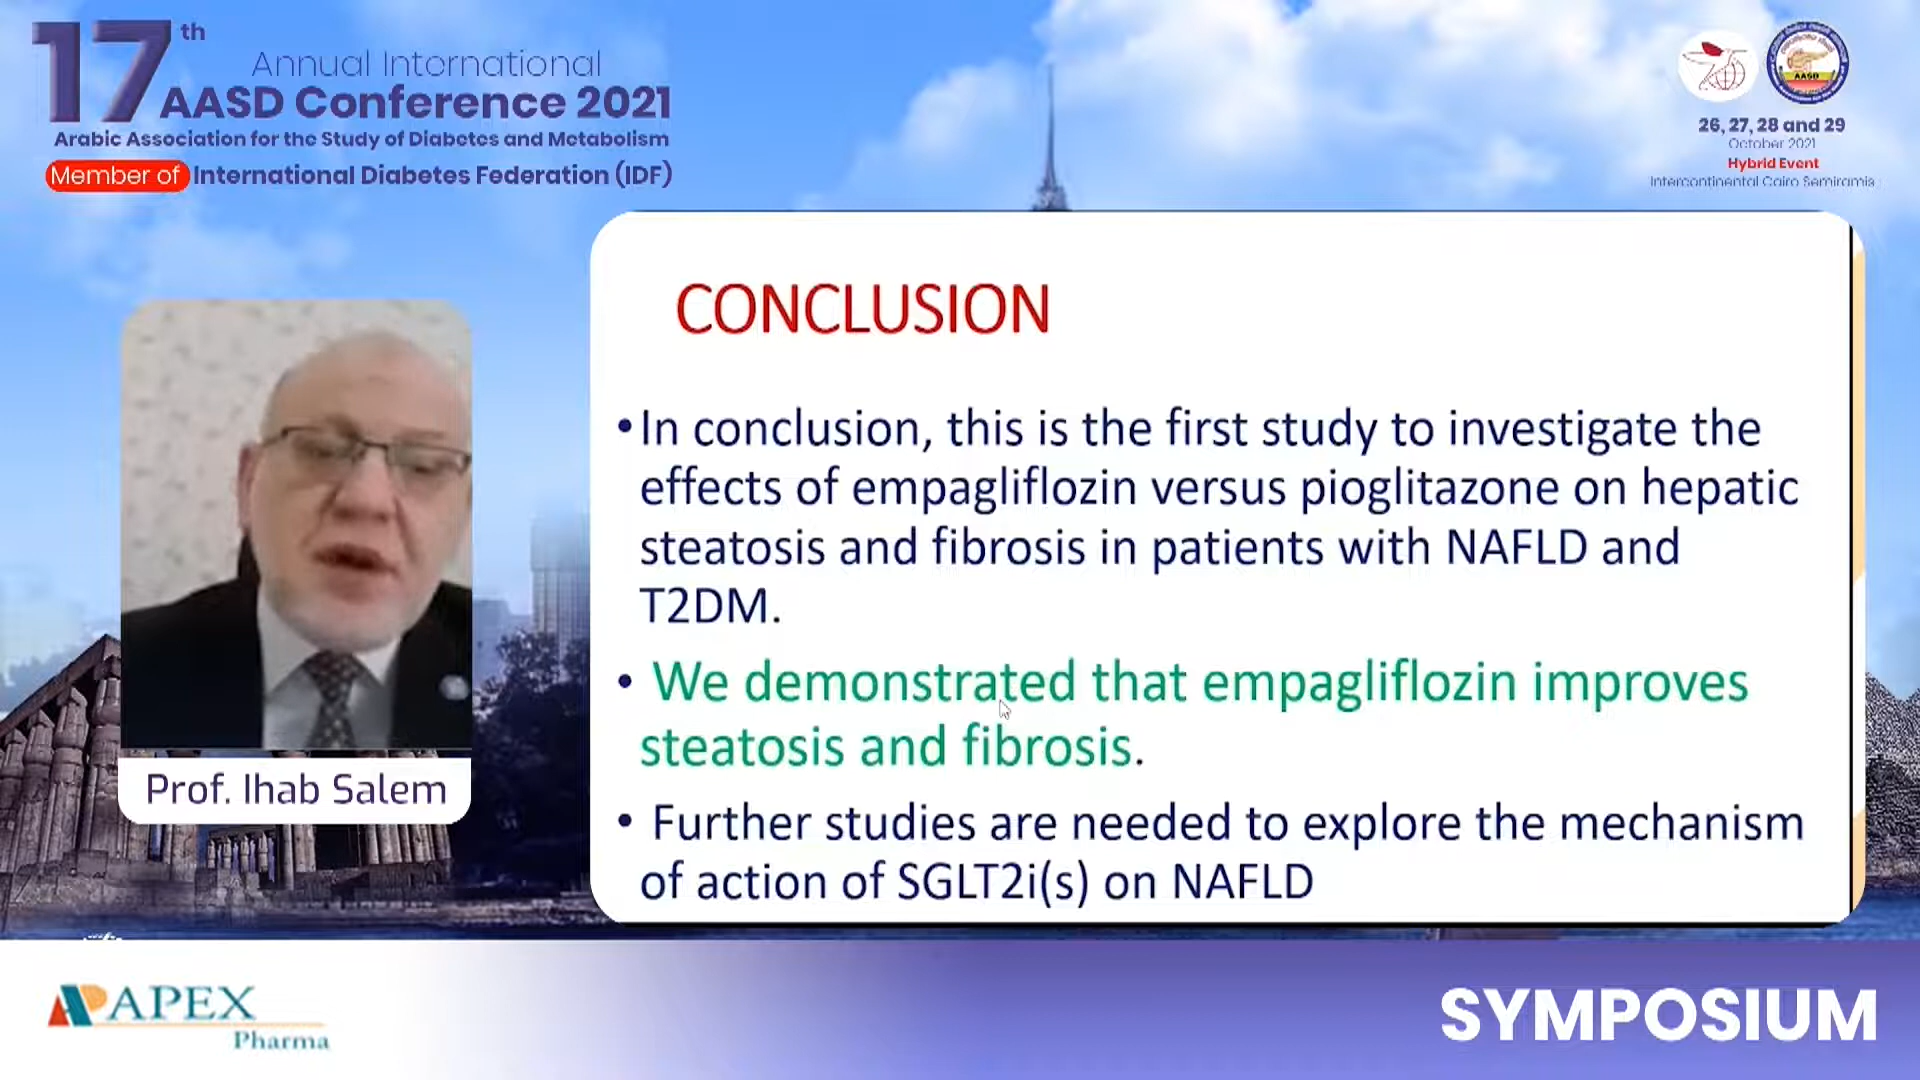 17th
Annual International
AASD Conference 2021
Arabic Association for the Study of Diabetes and Metabolism
Member of International Diabetes Federation (IDF)
AASD
26, 27, 28 and 29
October 2021
Hybrid Event
Intercontinental Cairo Semiramis
CONCLUSION
• In conclusion, this is the first study to investigate the
effects of empagliflozin versus pioglitazone on hepatic
steatosis and fibrosis in patients with NAFLD and
T2DM.
• We demonstrated that empagliflozin improves
steatosis and fibrosis.
• Further studies are needed to explore the mechanism
of action of SGLT2i(s) on NAFLD
Prof. Ihab Salem
APEX
Pharma
SYMPOSIUM